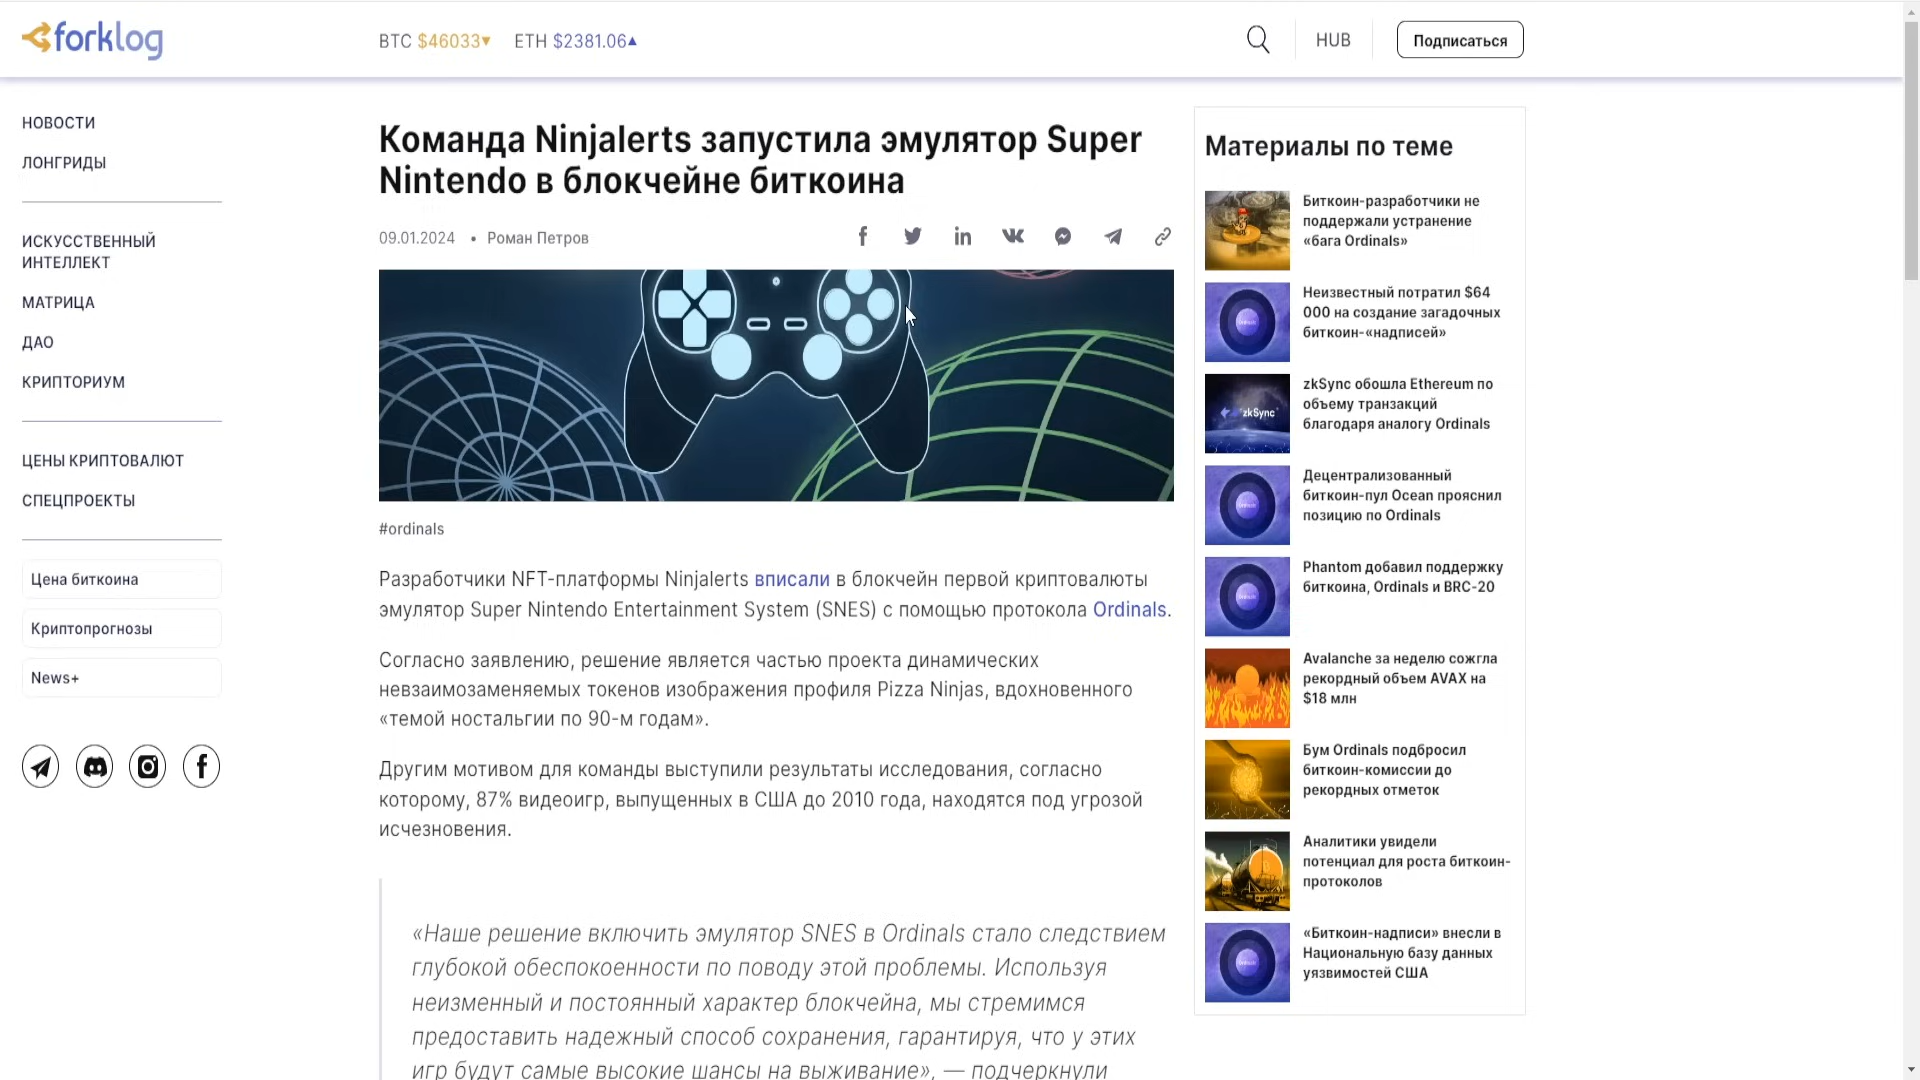 forklog
BTC $46033▾ ETH $2381.06▴
HUB
Подписаться
НОВОСТИ
ЛОНГРИДЫ
ИСКУССТВЕННЫЙ
ИНТЕЛЛЕКТ
МАТРИЦА
ДАО
КРИПТОРИУМ
ЦЕНЫ КРИПТОВАЛЮТ
СПЕЦПРОЕКТЫ
Цена биткоина
Криптопрогнозы
News+
Команда Ninjalerts запустила эмулятор Super
Nintendo в блокчейне биткоина
09.01.2024 • Роман Петров
#ordinals
Разработчики NFT-платформы Ninjalerts вписали в блокчейн первой криптовалюты
эмулятор Super Nintendo Entertainment System (SNES) с помощью протокола Ordinals.
Согласно заявлению, решение является частью проекта динамических
невзаимозаменяемых токенов изображения профиля Pizza Ninjas, вдохновенного
«темой ностальгии по 90-м годам».
Другим мотивом для команды выступили результаты исследования, согласно
которому, 87% видеоигр, выпущенных в США до 2010 года, находятся под угрозой
исчезновения.
«Наше решение включить эмулятор SNES в Ordinals стало следствием
глубокой обеспокоенности по поводу этой проблемы. Используя
неизменный и постоянный характер блокчейна, мы стремимся
предоставить надежный способ сохранения, гарантируя, что у этих
игр будут самые высокие шансы на выживание», — подчеркнули
Материалы по теме
Биткоин-разработчики не
поддержали устранение
«бага Ordinals»
Неизвестный потратил $64
000 на создание загадочных
биткоин-«надписей»
zkSync
zkSync обошла Ethereum по
объему транзакций
благодаря аналогу Ordinals
Децентрализованный
биткоин-пул Ocean прояснил
позицию по Ordinals
Phantom добавил поддержку
биткоина, Ordinals и BRC-20
Avalanche за неделю сожгла
рекордный объем AVAX на
$18 млн
Бум Ordinals подбросил
биткоин-комиссии до
рекордных отметок
Аналитики увидели
потенциал для роста биткоин-
протоколов
«Биткоин-надписи» внесли в
Национальную базу данных
уязвимостей США